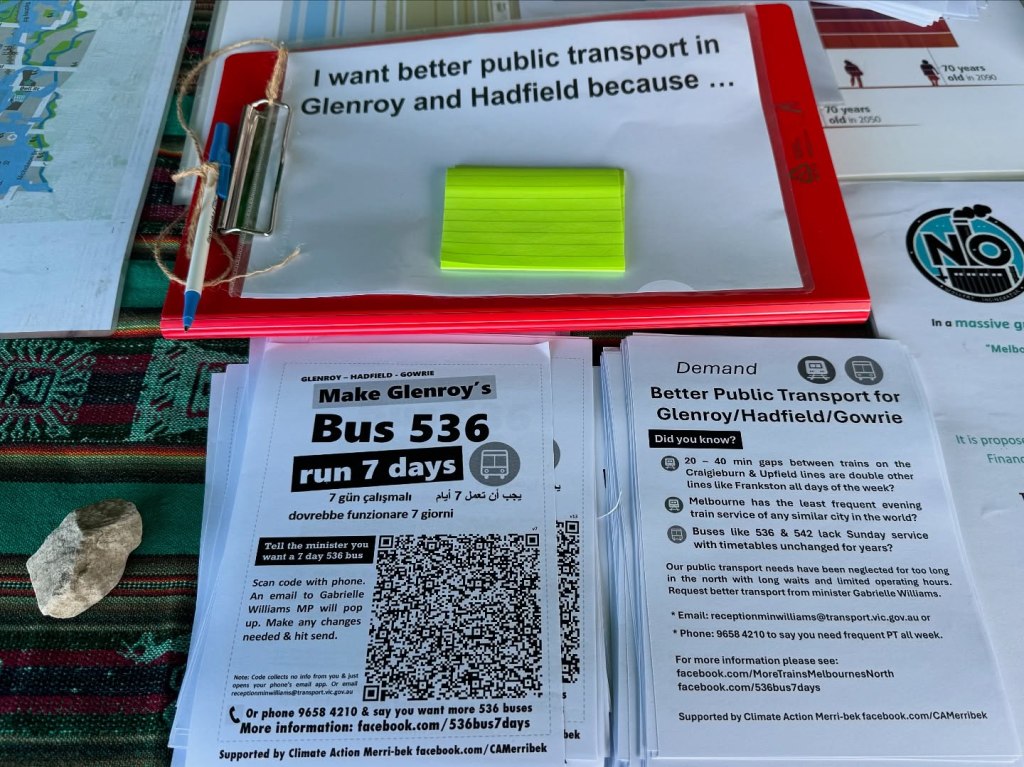 I want better public transport in
Glenroy and Hadfield because ...
70 years
old in 2090
70 years
old in 2050
NO
In a massive
"Melbo
It is propose
Financ
GLENROY – HADFIELD - GOWRIE
Make Glenroy´s
Bus 536
run 7 days
7 gün çalışmalı
يجب أن تعمل 7 أيام
dovrebbe funzionare 7 giorni
Tell the minister you
want a 7 day 536 bus
v7
Scan code with phone.
An email to Gabrielle
Williams MP will pop
up. Make any changes
needed & hit send.
Note: Code collects no info from you & just
opens your phone's email app. Or email
receptionminwilliams@transport.vic.gov.au
Or phone 9658 4210 & say you want more 536 buses
More information: facebook.com/536bus7days
Supported by Climate Action Merri-bek facebook.com/CAMerribek
Demand
Better Public Transport for
Glenroy/Hadfield/Gowrie
Did you know?
20 – 40 min gaps between trains on the
Craigieburn & Upfield lines are double other
lines like Frankston all days of the week?
Melbourne has the least frequent evening
train service of any similar city in the world?
Buses like 536 & 542 lack Sunday service
with timetables unchanged for years?
Our public transport needs have been neglected for too long
in the north with long waits and limited operating hours.
Request better transport from minister Gabrielle Williams.
* Email: receptionminwilliams@transport.vic.gov.au or
* Phone: 9658 4210 to say you need frequent PT all week.
For more information please see:
facebook.com/MoreTrainsMelbournesNorth
facebook.com/536bus7days
Supported by Climate Action Merri-bek facebook.com/CAMerribek